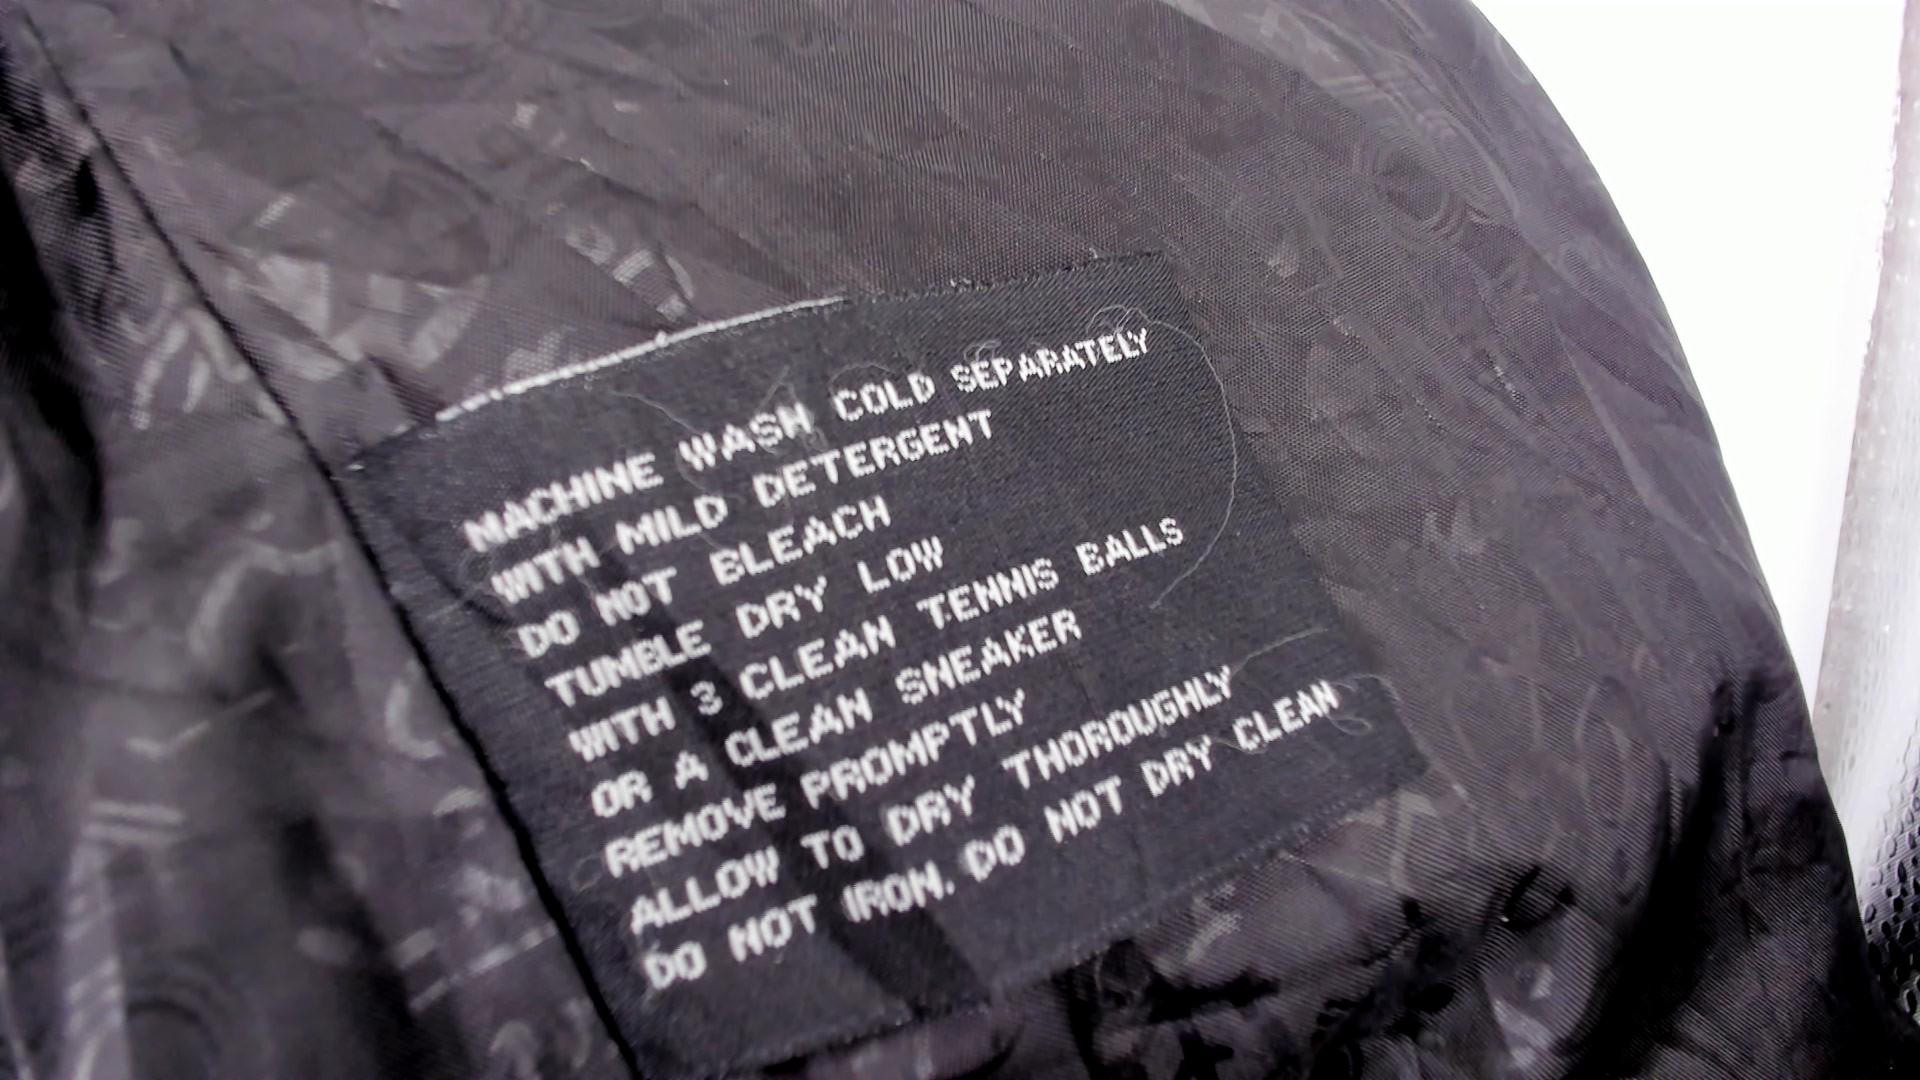 MACHINE WASH COLD SEPARATELY
WITH MILD DETERGENT
DO NOT BLEACH
TUMBLE DRY LOW
WITH 3 CLEAN TENNIS BALLS
OR A CLEAN SNEAKER
REMOVE PROMPTLY
ALLOW TO DRY THOROUGHLY
DO NOT IRON. DO NOT DRY CLEAN